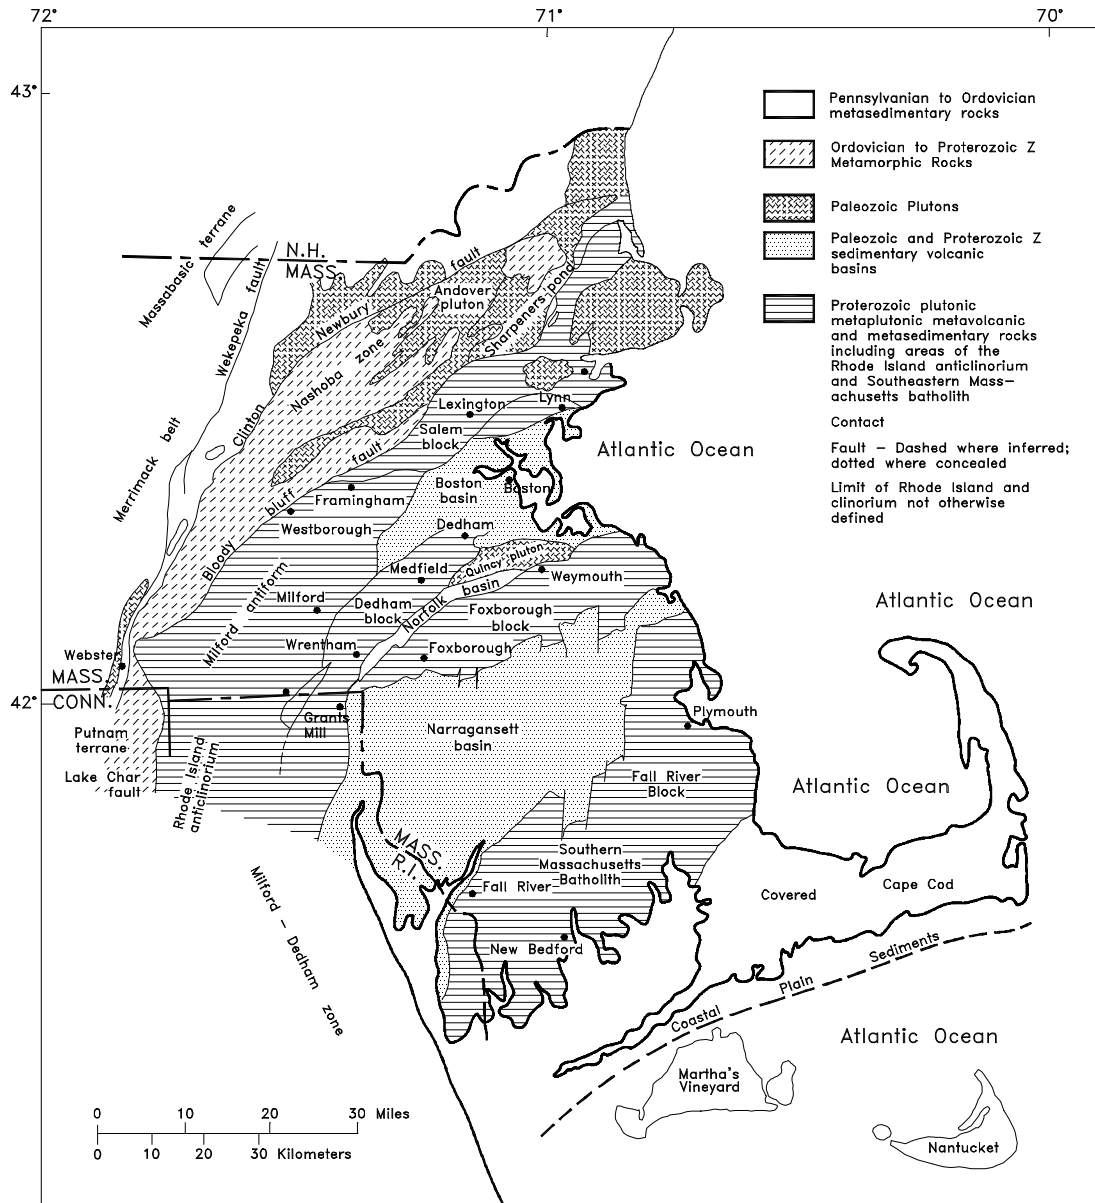 72°
71°
70°
43°
42°
Pennsylvanian to Ordovician
metasedimentary rocks
Ordovician to Proterozoic Z
Metamorphic Rocks
Paleozoic Plutons
Paleozoic and Proterozoic Z
sedimentary volcanic
basins
Proterozoic plutonic
metaplutonic metavolcanic
and metasedimentary rocks
including areas of the
Rhode Island anticlinorium
and Southeastern Mass-
achusetts batholith
Contact
Fault - Dashed where inferred;
dotted where concealed
Limit of Rhode Island and
clinorium not otherwise
defined
Massabasic terrane
N.H.
MASS.
Wekepeka fault
Newbury fault
Andover
pluton
Sharpeners pond
Nashoba zone
Clinton
Merrimack belt
Lexington
Lynn
Salem
block
Atlantic Ocean
Bloody bluff fault
Boston
basin
Boston
Framingham
Westborough
Dedham
Quincy pluton
Medfield
Weymouth
Norfolk basin
Milford
Milford antiform
Dedham
block
Foxborough
block
Atlantic Ocean
Wrentham
Foxborough
Webster
MASS.
CONN.
Putnam
terrane
Lake Char
fault
Grants
Mill
Rhode Island
anticlinorium
Narragansett
basin
Plymouth
Fall River
Block
Atlantic Ocean
MASS.
R.I.
Southern
Massachusetts
Batholith
Fall River
New Bedford
Covered
Cape Cod
Milford - Dedham zone
Coastal Plain Sediments
Atlantic Ocean
Martha's
Vineyard
Nantucket
0 10 20 30 Miles
0 10 20 30 Kilometers